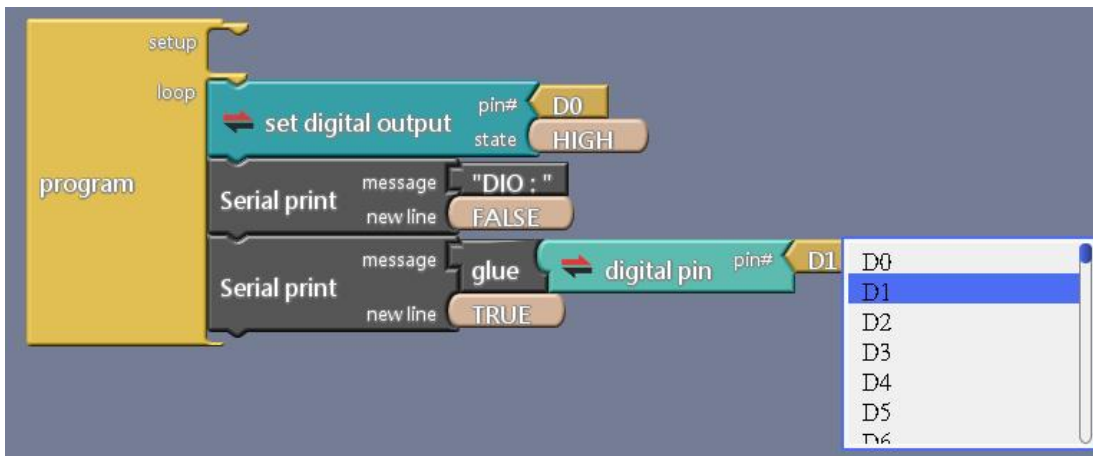 setup
loop
program
set digital output
pin#
D0
state
HIGH
Serial print
message
"DIO : "
new line
FALSE
Serial print
message
glue
digital pin
pin#
D1
new line
TRUE
D0
D1
D2
D3
D4
D5
D6